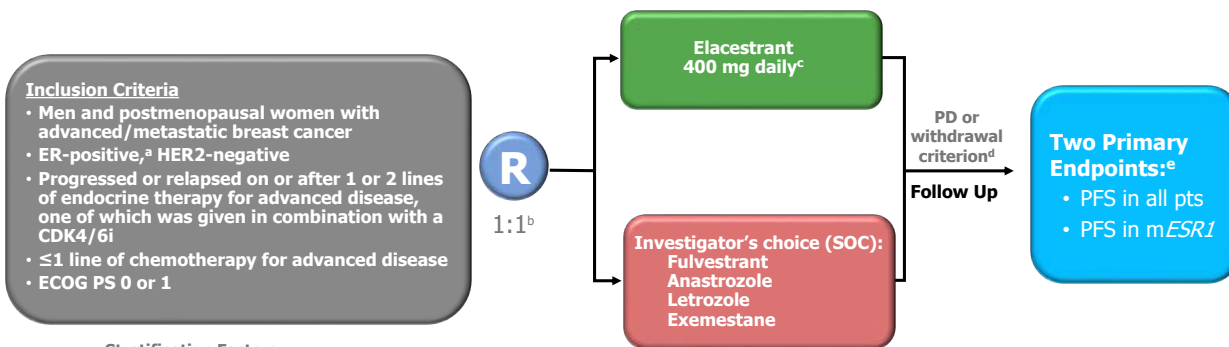 Inclusion Criteria
• Men and postmenopausal women with
advanced/metastatic breast cancer
• ER-positive,ᵃ HER2-negative
• Progressed or relapsed on or after 1 or 2 lines
of endocrine therapy for advanced disease,
one of which was given in combination with a
CDK4/6i
• ≤1 line of chemotherapy for advanced disease
• ECOG PS 0 or 1
R
1:1ᵇ
Elacestrant
400 mg dailyᶜ
Investigator's choice (SOC):
Fulvestrant
Anastrozole
Letrozole
Exemestane
PD or
withdrawal
criterionᵈ
Follow Up
Two Primary
Endpoints:ᵉ
• PFS in all pts
• PFS in mESR1